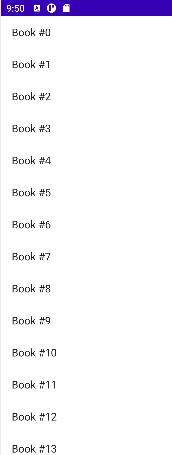 9:50
Book #0
Book #1
Book #2
Book #3
Book #4
Book #5
Book #6
Book #7
Book #8
Book #9
Book #10
Book #11
Book #12
Book #13